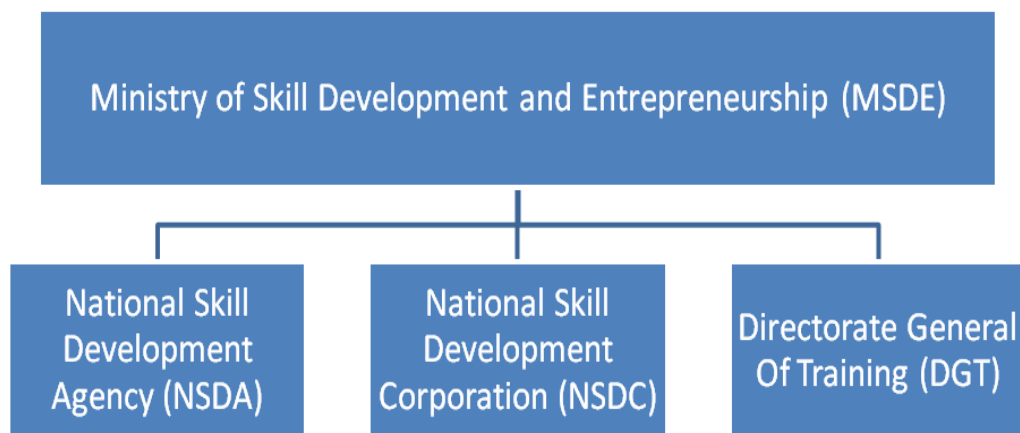 Ministry of Skill Development and Entrepreneurship (MSDE)
National Skill
Development
Agency (NSDA)
National Skill
Development
Corporation (NSDC)
Directorate General
Of Training (DGT)